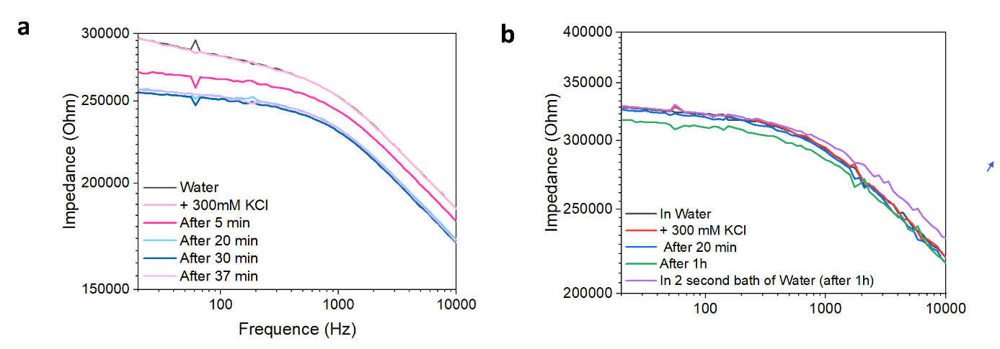 a
300000
250000
200000
150000
Impedance (Ohm)
Water
+ 300mM KCl
After 5 min
After 20 min
After 30 min
After 37 min
100
1000
10000
Frequence (Hz)
b
400000
350000
300000
250000
200000
Impedance (Ohm)
In Water
+ 300 mM KCl
After 20 min
After 1h
In 2 second bath of Water (after 1h)
100
1000
10000